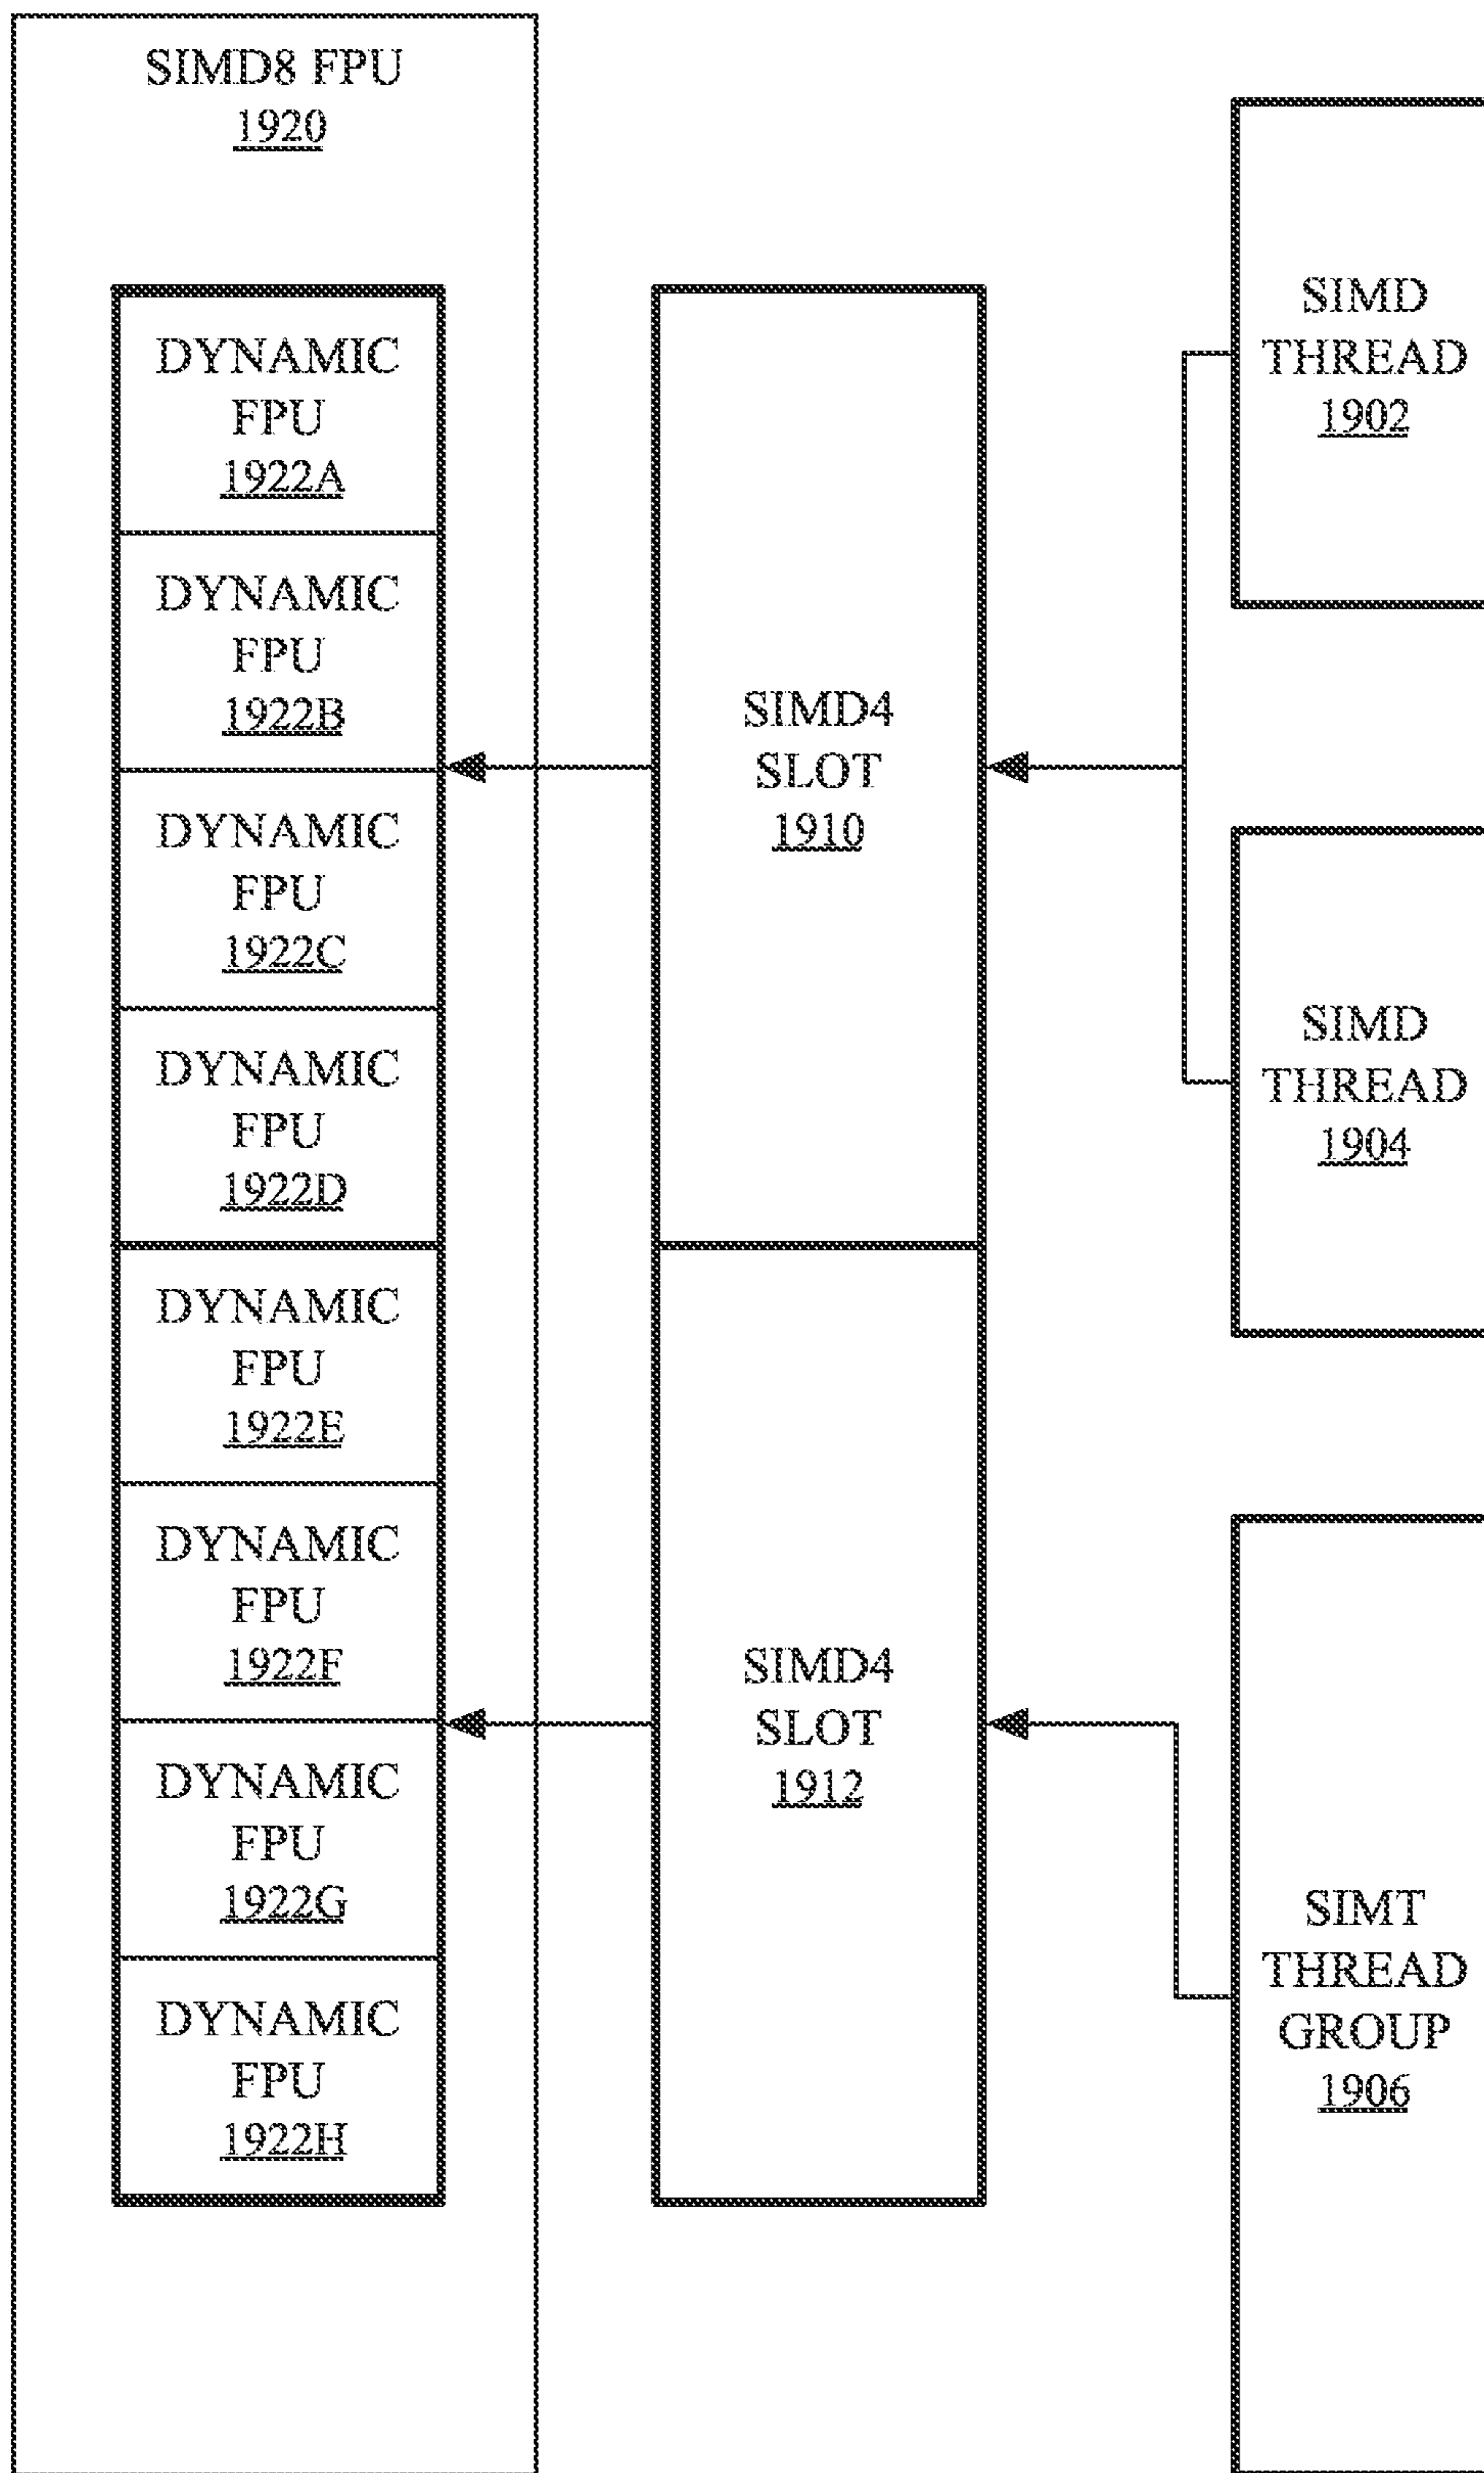 SIMD8 FPU
1920
DYNAMIC
FPU
1922A
DYNAMIC
FPU
1922B
DYNAMIC
FPU
1922C
DYNAMIC
FPU
1922D
DYNAMIC
FPU
1922E
DYNAMIC
FPU
1922F
DYNAMIC
FPU
1922G
DYNAMIC
FPU
1922H
SIMD4
SLOT
1910
SIMD4
SLOT
1912
SIMD
THREAD
1902
SIMD
THREAD
1904
SIMT
THREAD
GROUP
1906